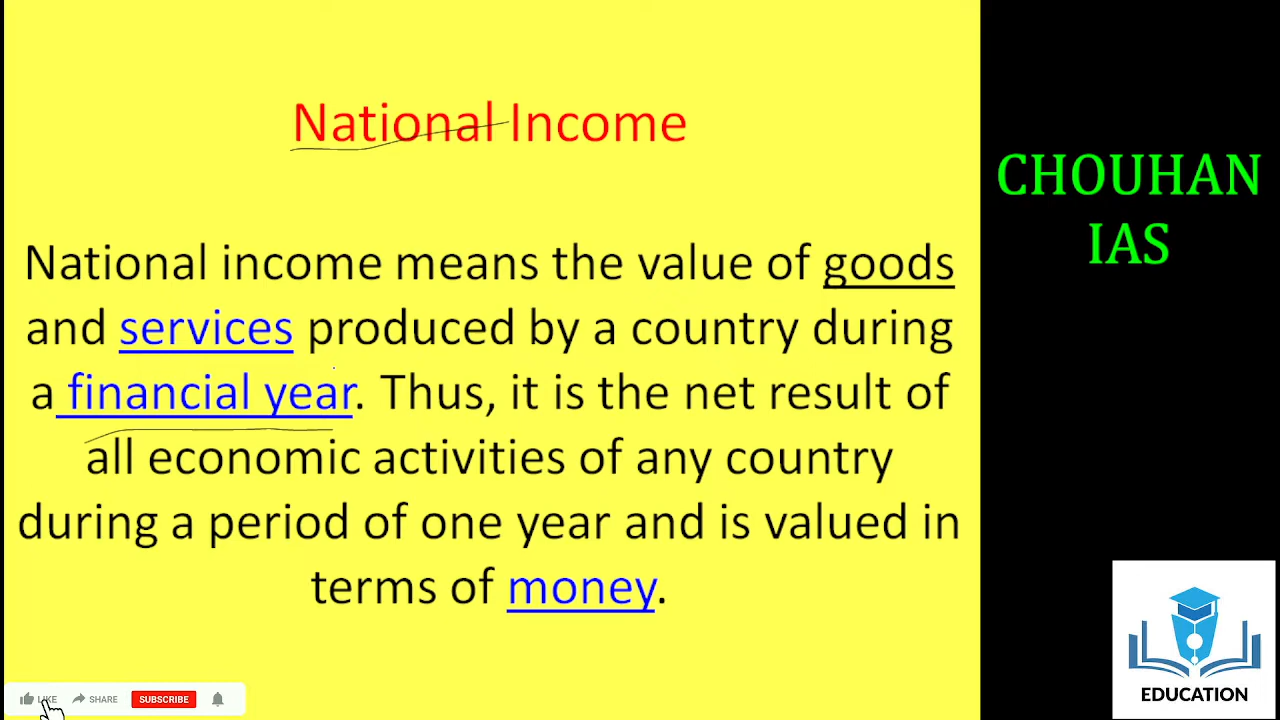 National Income
National income means the value of goods
and services produced by a country during
a financial year. Thus, it is the net result of
all economic activities of any country
during a period of one year and is valued in
terms of money.
CHOUHAN
IAS
EDUCATION
LIKE SHARE SUBSCRIBE